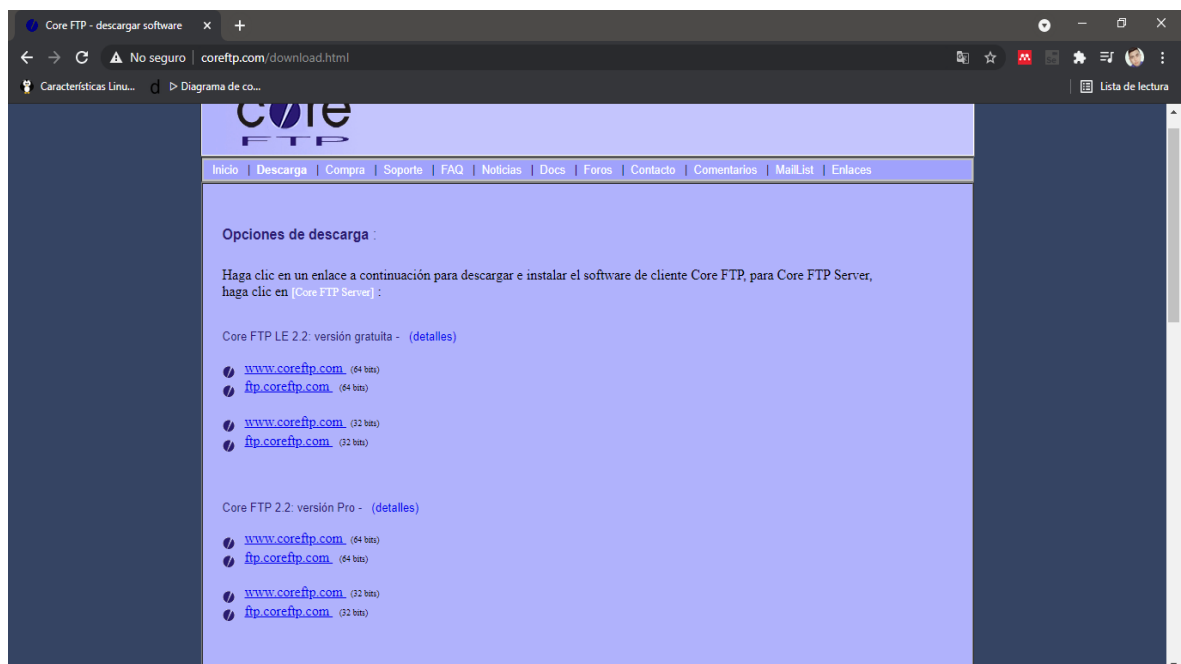 Core FTP - descargar software
No seguro | coreftp.com/download.html
Características Linu... d ᐅ Diagrama de co... Lista de lectura
core
FTP
Inicio | Descarga | Compra | Soporte | FAQ | Noticias | Docs | Foros | Contacto | Comentarios | MailList | Enlaces
Opciones de descarga :
Haga clic en un enlace a continuación para descargar e instalar el software de cliente Core FTP, para Core FTP Server,
haga clic en [Core FTP Server] :
Core FTP LE 2.2: versión gratuita - (detalles)
www.coreftp.com (64 bits)
ftp.coreftp.com (64 bits)
www.coreftp.com (32 bits)
ftp.coreftp.com (32 bits)
Core FTP 2.2: versión Pro - (detalles)
www.coreftp.com (64 bits)
ftp.coreftp.com (64 bits)
www.coreftp.com (32 bits)
ftp.coreftp.com (32 bits)